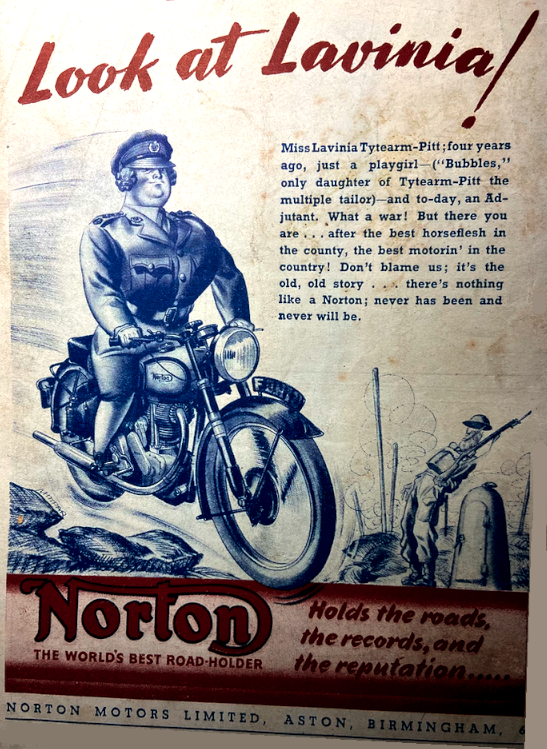 Look at Lavinia!
Miss Lavinia Tytearm-Pitt; four years
ago, just a playgirl—("Bubbles,"
only daughter of Tytearm-Pitt the
multiple tailor)—and to-day, an Ad-
jutant. What a war! But there you
are . . . after the best horseflesh in
the county, the best motorin' in the
country! Don't blame us; it's the
old, old story . . . there's nothing
like a Norton; never has been and
never will be.
Norton
Norton
THE WORLD'S BEST ROAD-HOLDER
Holds the roads,
the records, and
the reputation.....
NORTON MOTORS LIMITED, ASTON, BIRMINGHAM, 6